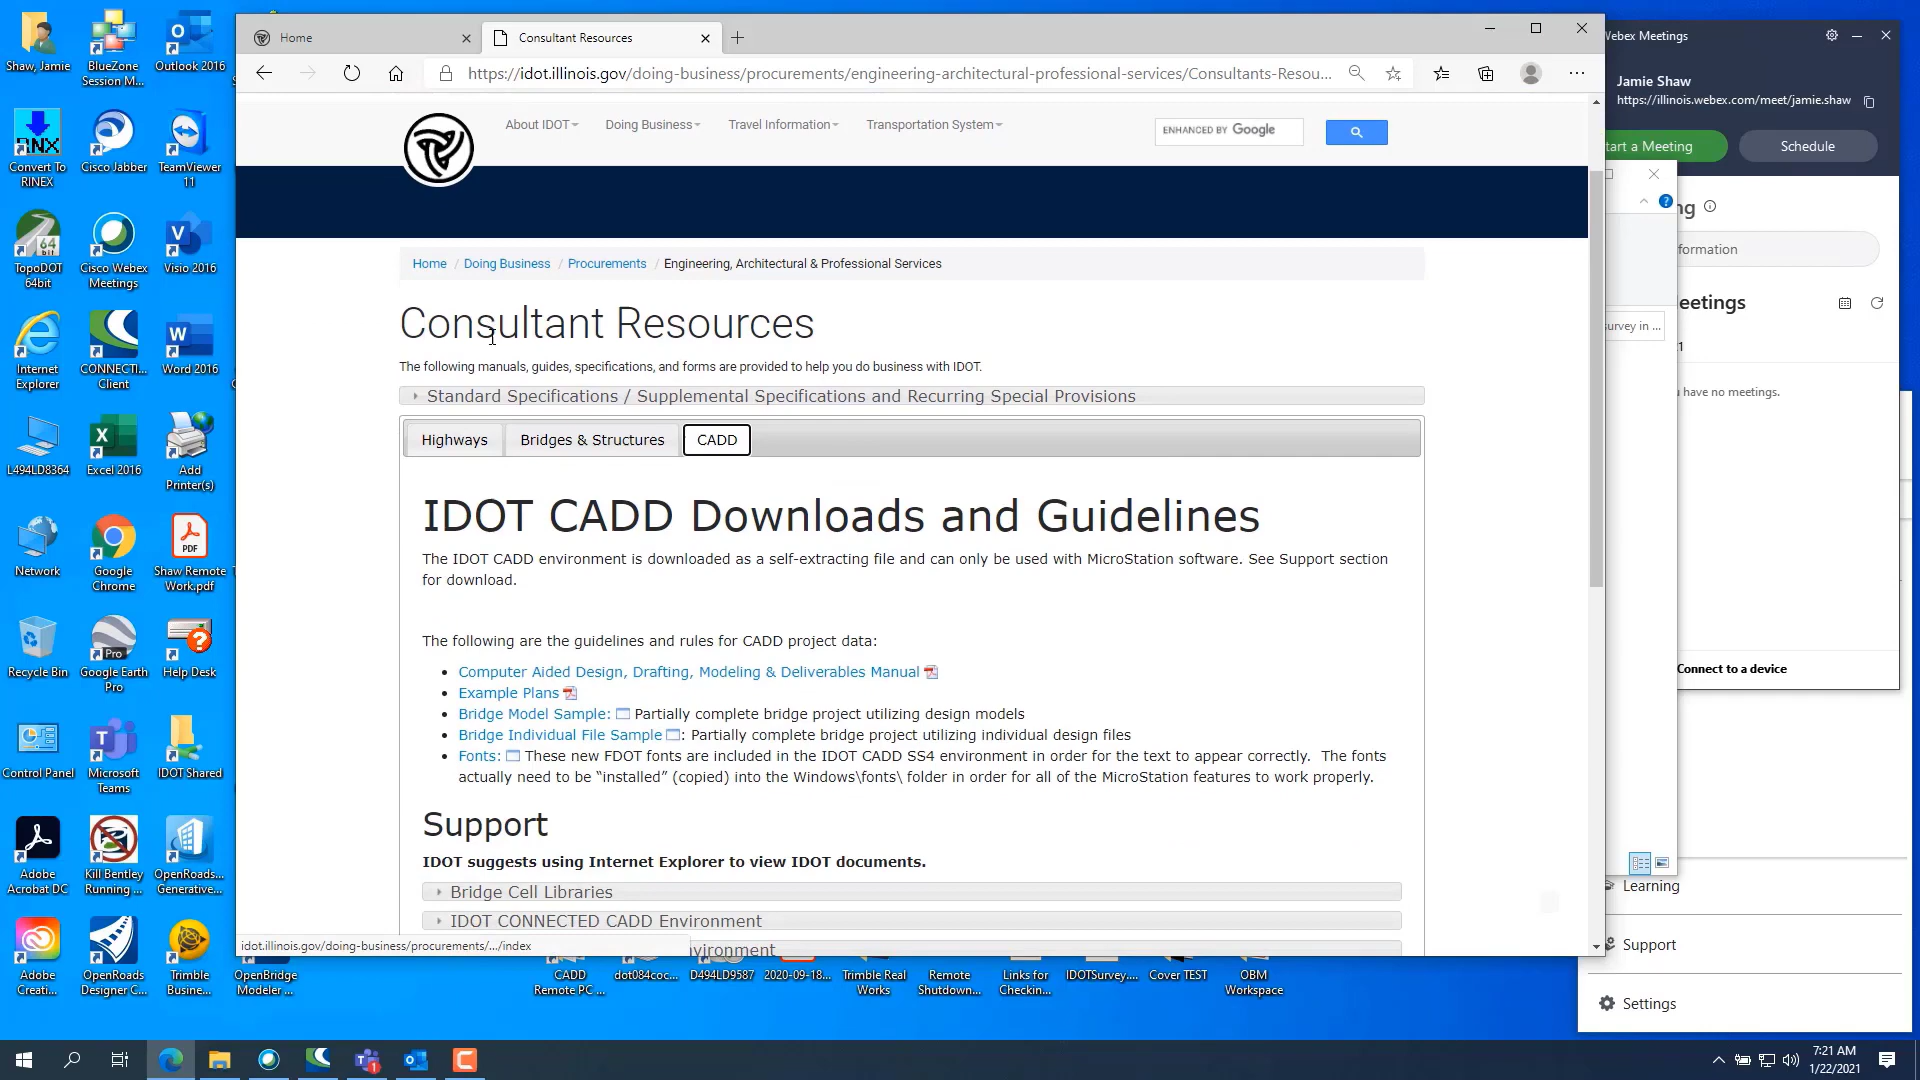 Home
Consultant Resources
https://idot.illinois.gov/doing-business/procurements/engineering-architectural-professional-services/Consultants-Resou...
About IDOT
Doing Business
Travel Information
Transportation System
ENHANCED BY Google
Home / Doing Business / Procurements / Engineering, Architectural & Professional Services
Consultant Resources
The following manuals, guides, specifications, and forms are provided to help you do business with IDOT.
Standard Specifications / Supplemental Specifications and Recurring Special Provisions
Highways
Bridges & Structures
CADD
IDOT CADD Downloads and Guidelines
The IDOT CADD environment is downloaded as a self-extracting file and can only be used with MicroStation software. See Support section
for download.
The following are the guidelines and rules for CADD project data:
Computer Aided Design, Drafting, Modeling & Deliverables Manual
Example Plans
Bridge Model Sample: Partially complete bridge project utilizing design models
Bridge Individual File Sample : Partially complete bridge project utilizing individual design files
Fonts: These new FDOT fonts are included in the IDOT CADD SS4 environment in order for the text to appear correctly. The fonts
actually need to be “installed” (copied) into the Windows\fonts\ folder in order for all of the MicroStation features to work properly.
Support
IDOT suggests using Internet Explorer to view IDOT documents.
Bridge Cell Libraries
IDOT CONNECTED CADD Environment
vironment
idot.illinois.gov/doing-business/procurements/.../index
Shaw, Jamie
BlueZone
Session M...
Outlook 2016
Convert To
RINEX
RNX
Cisco Jabber
TeamViewer
11
TopoDOT
64bit
64
bit
Cisco Webex
Meetings
Visio 2016
Internet
Explorer
CONNECTI...
Client
Word 2016
L494LD8364
Excel 2016
Add
Printer(s)
Network
Google
Chrome
PDF
Shaw Remote
Work.pdf
Recycle Bin
Pro
Google Earth
Pro
Help Desk
Control Panel
Microsoft
Teams
IDOT Shared
Adobe
Acrobat DC
Kill Bentley
Running ...
OpenRoads
Generative...
Adobe
Creati...
OpenRoads
Designer C...
Trimble
Busine...
OpenBridge
Modeler ...
CADD
Remote PC ...
dot084coc...
D494LD9587
2020-09-18...
Trimble Real
Works
Remote
Shutdown...
Links for
Checkin...
IDOTSurvey....
Cover TEST
OBM
Workspace
Webex Meetings
Jamie Shaw
https://illinois.webex.com/meet/jamie.shaw
tart a Meeting
Schedule
ng
formation
eetings
survey in ...
1
have no meetings.
Connect to a device
Learning
Support
Settings
7:21 AM
1/22/2021